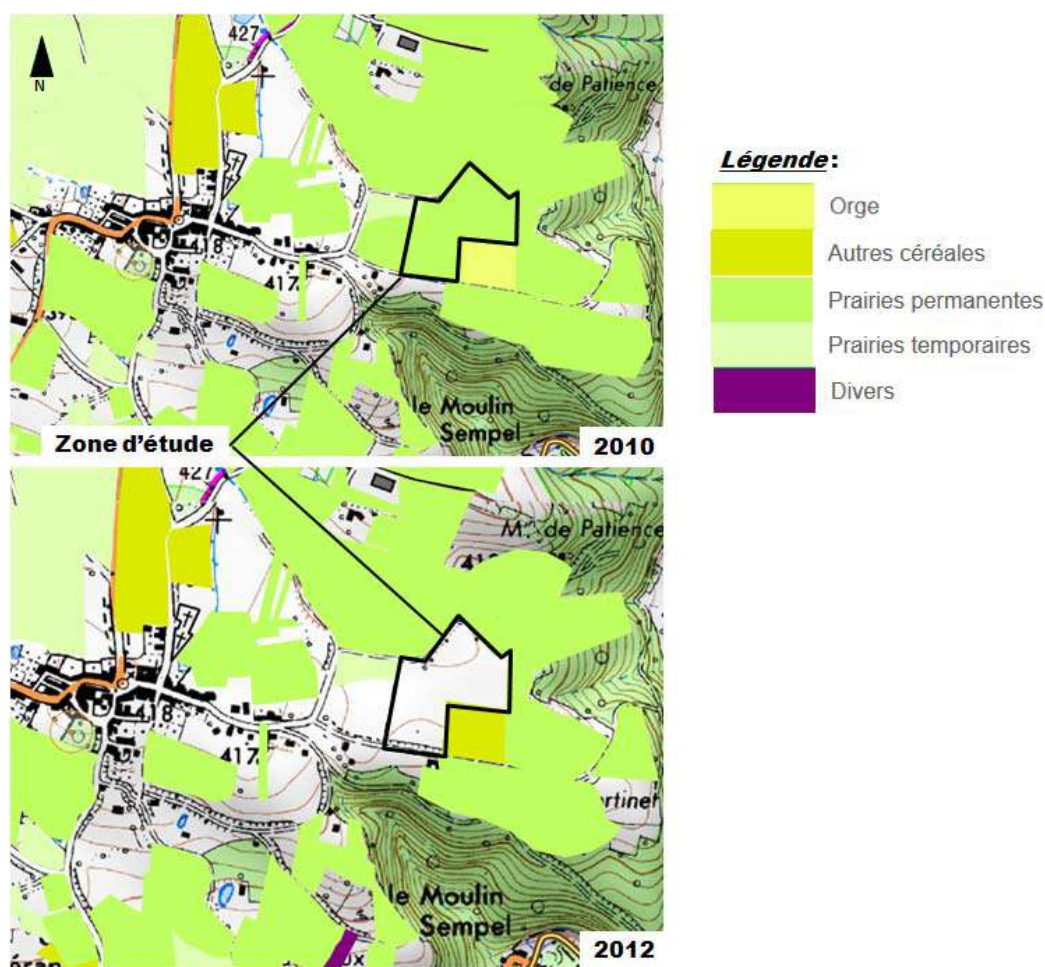 427
N
de Patience
418
417
le Moulin
Sempel
Zone d'étude
2010
Légende :
Orge
Autres céréales
Prairies permanentes
Prairies temporaires
Divers
427
Mⁿ. de Patience
418
417
le Moulin
Sempel
2012